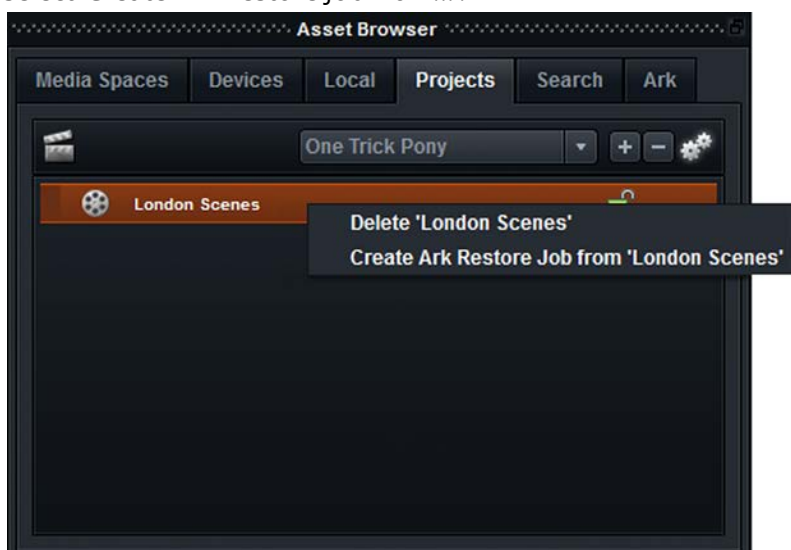 Asset Browser
Media Spaces Devices Local Projects Search Ark
One Trick Pony
London Scenes
Delete 'London Scenes'
Create Ark Restore Job from 'London Scenes'